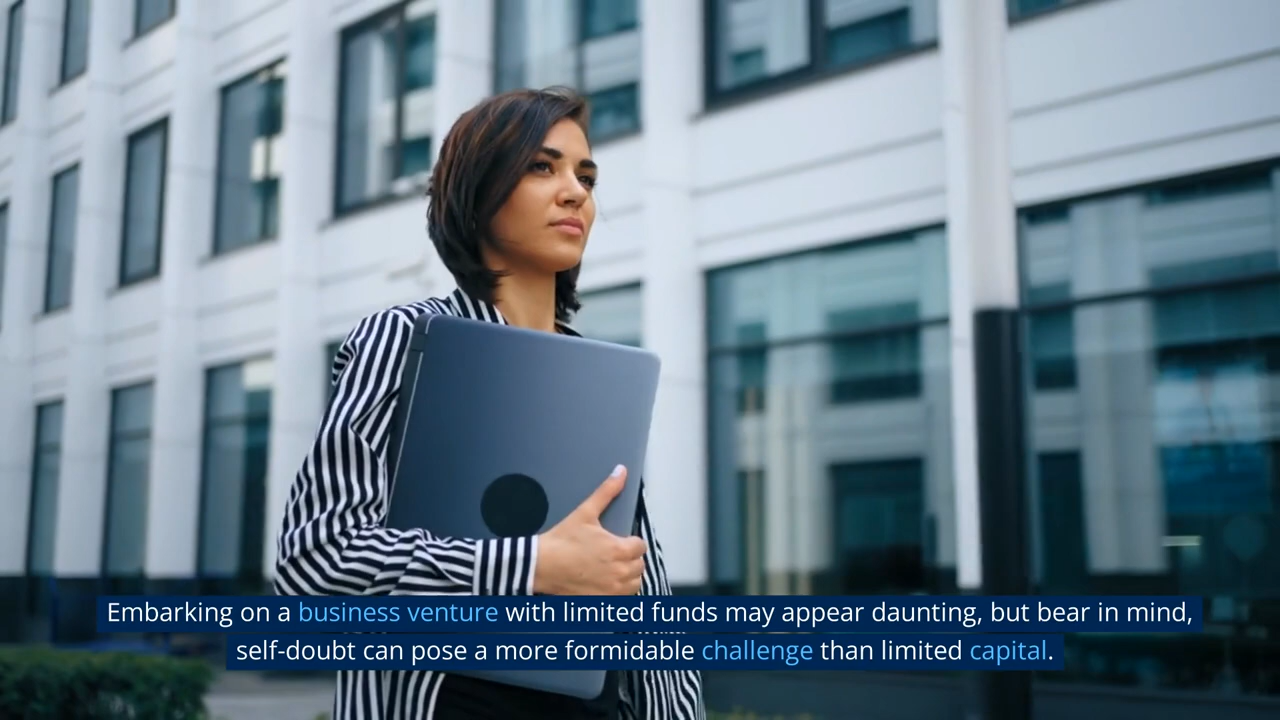 Embarking on a business venture with limited funds may appear daunting, but bear in mind,
self-doubt can pose a more formidable challenge than limited capital.